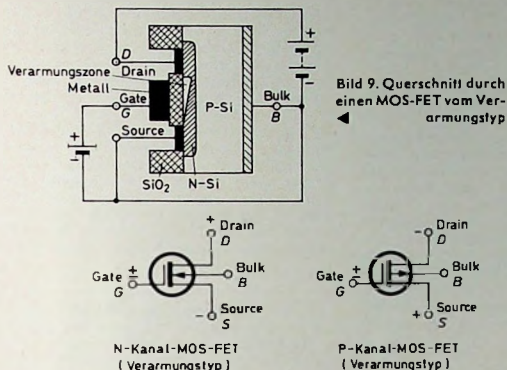 D
Verarmungszone Drain
Metall
Gate
G
Source
SiO2 N-Si
P-Si
Bulk
B
+
-
+
-
Bild 9. Querschnitt durch
einen MOS-FET vom Ver-
armungstyp
Gate ±
G
+ Drain
D
Bulk
B
- Source
S
N-Kanal-MOS-FET
(Verarmungstyp)
Gate ±
G
- Drain
D
Bulk
B
+ Source
S
P-Kanal-MOS-FET
(Verarmungstyp)